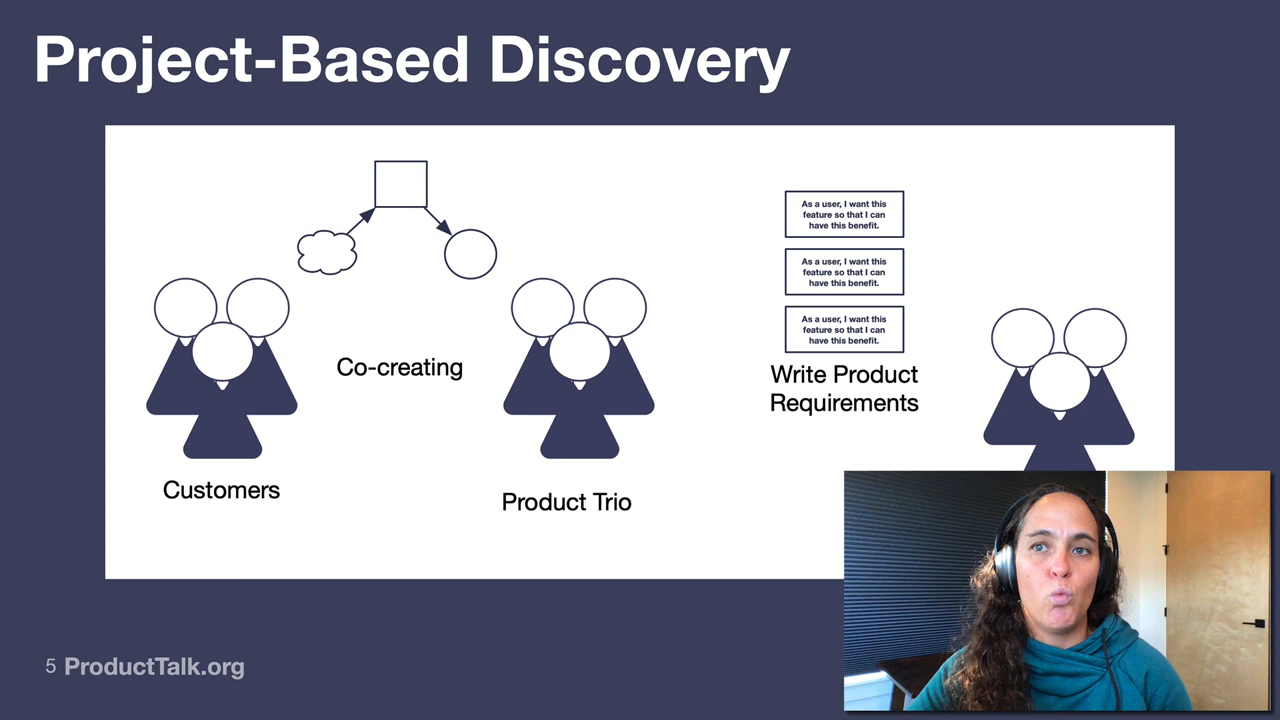 Project-Based Discovery
As a user, I want this
feature so that I can
have this benefit.
As a user, I want this
feature so that I can
have this benefit.
As a user, I want this
feature so that I can
have this benefit.
Co-creating
Write Product
Requirements
Customers
Product Trio
5 ProductTalk.org